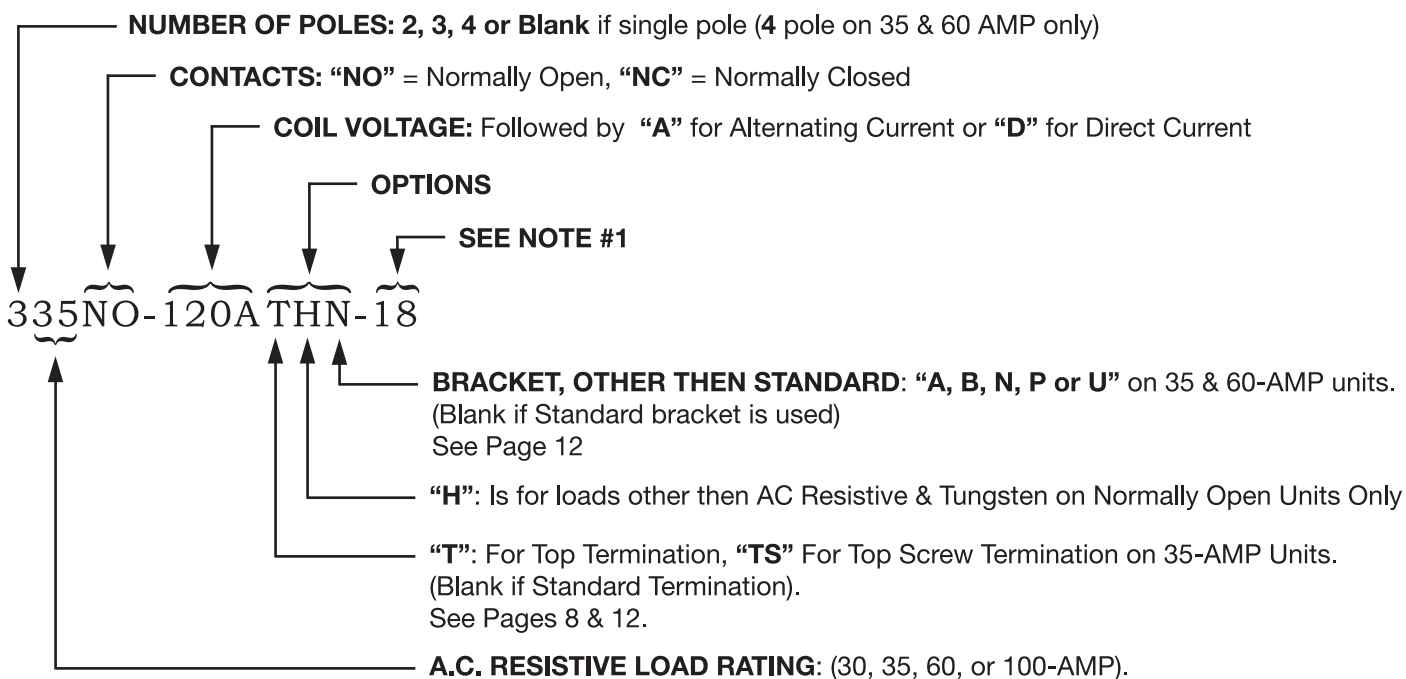 NUMBER OF POLES: 2, 3, 4 or Blank if single pole (4 pole on 35 & 60 AMP only)
CONTACTS: “NO” = Normally Open, “NC” = Normally Closed
COIL VOLTAGE: Followed by “A” for Alternating Current or “D” for Direct Current
OPTIONS
SEE NOTE #1
335NO-120ATHN-18
BRACKET, OTHER THEN STANDARD: “A, B, N, P or U” on 35 & 60-AMP units.
(Blank if Standard bracket is used)
See Page 12
“H”: Is for loads other then AC Resistive & Tungsten on Normally Open Units Only
“T”: For Top Termination, “TS” For Top Screw Termination on 35-AMP Units.
(Blank if Standard Termination).
See Pages 8 & 12.
A.C. RESISTIVE LOAD RATING: (30, 35, 60, or 100-AMP).